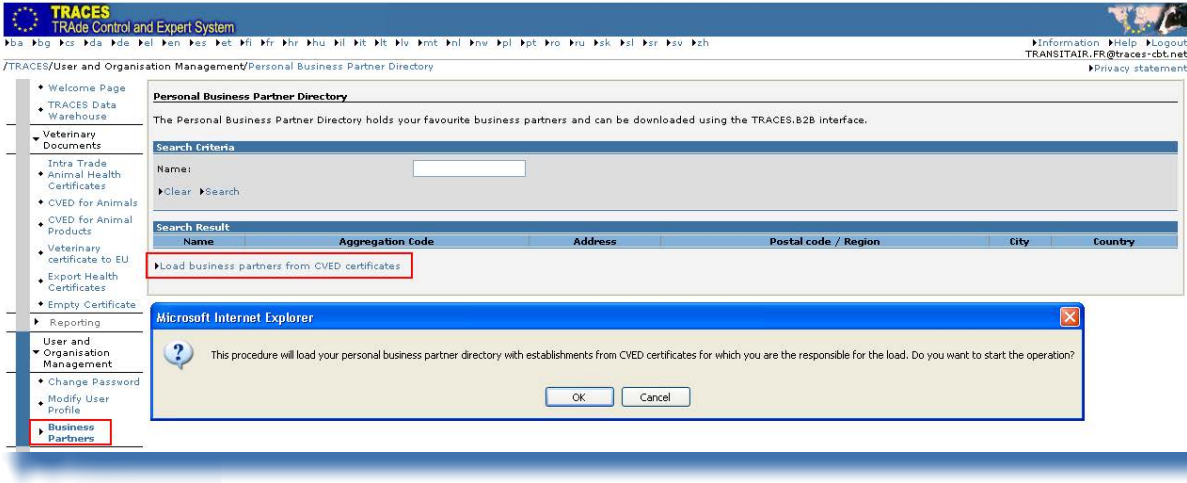 TRACES
TRAde Control and Expert System
ba bg cs da de el en es et fi fr hr hu il it lt lv mt nl nw pl pt ro ru sk sl sr sv zh
Information Help Logout
TRANSITAIR.FR@traces-cbt.net
/TRACES/User and Organisation Management/Personal Business Partner Directory
Privacy statement
Welcome Page
TRACES Data
Warehouse
Veterinary
Documents
Intra Trade
Animal Health
Certificates
CVED for Animals
CVED for Animal
Products
Veterinary
certificate to EU
Export Health
Certificates
Empty Certificate
Reporting
User and
Organisation
Management
Change Password
Modify User
Profile
Business
Partners
Personal Business Partner Directory
The Personal Business Partner Directory holds your favourite business partners and can be downloaded using the TRACES.B2B interface.
Search Criteria
Name:
Clear Search
Search Result
Name Aggregation Code Address Postal code / Region City Country
Load business partners from CVED certificates
Microsoft Internet Explorer
This procedure will load your personal business partner directory with establishments from CVED certificates for which you are the responsible for the load. Do you want to start the operation?
OK Cancel